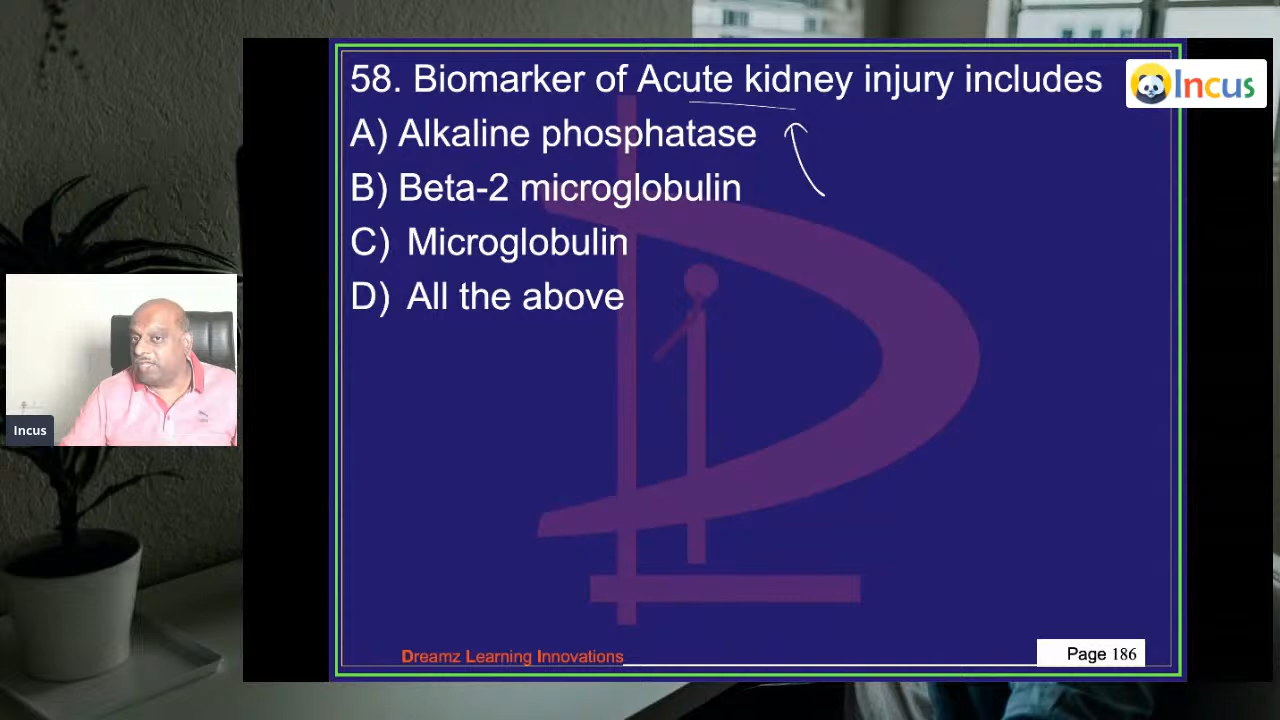 58. Biomarker of Acute kidney injury includes
Incus
A) Alkaline phosphatase
B) Beta-2 microglobulin
C) Microglobulin
D) All the above
Incus
Dreamz Learning Innovations
Page 186